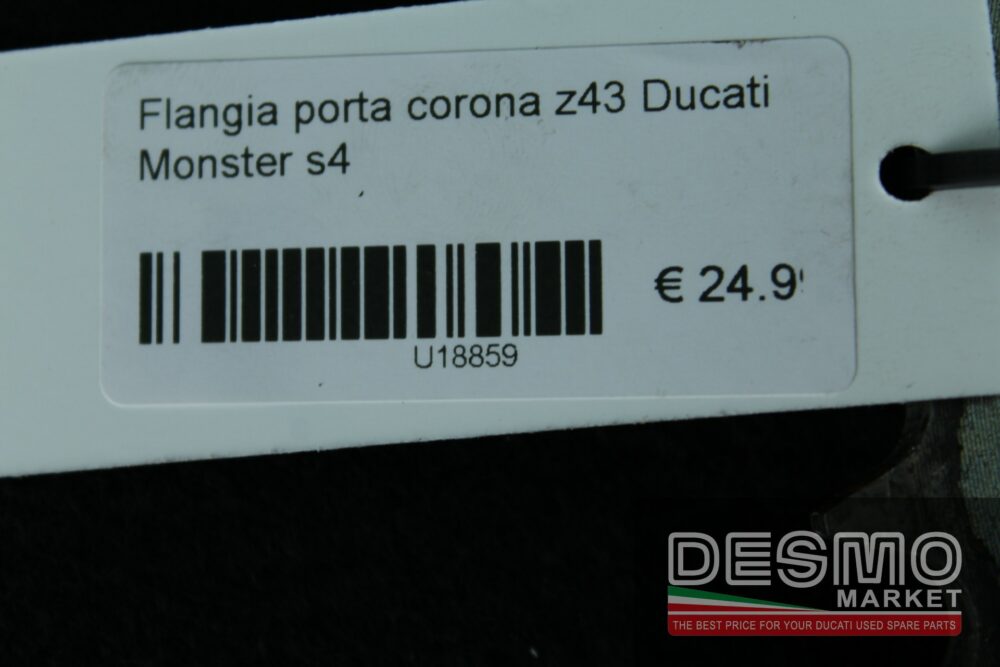 Flangia porta corona z43 Ducati
Monster s4
€ 24.9
U18859
DESMO
MARKET
THE BEST PRICE FOR YOUR DUCATI USED SPARE PARTS